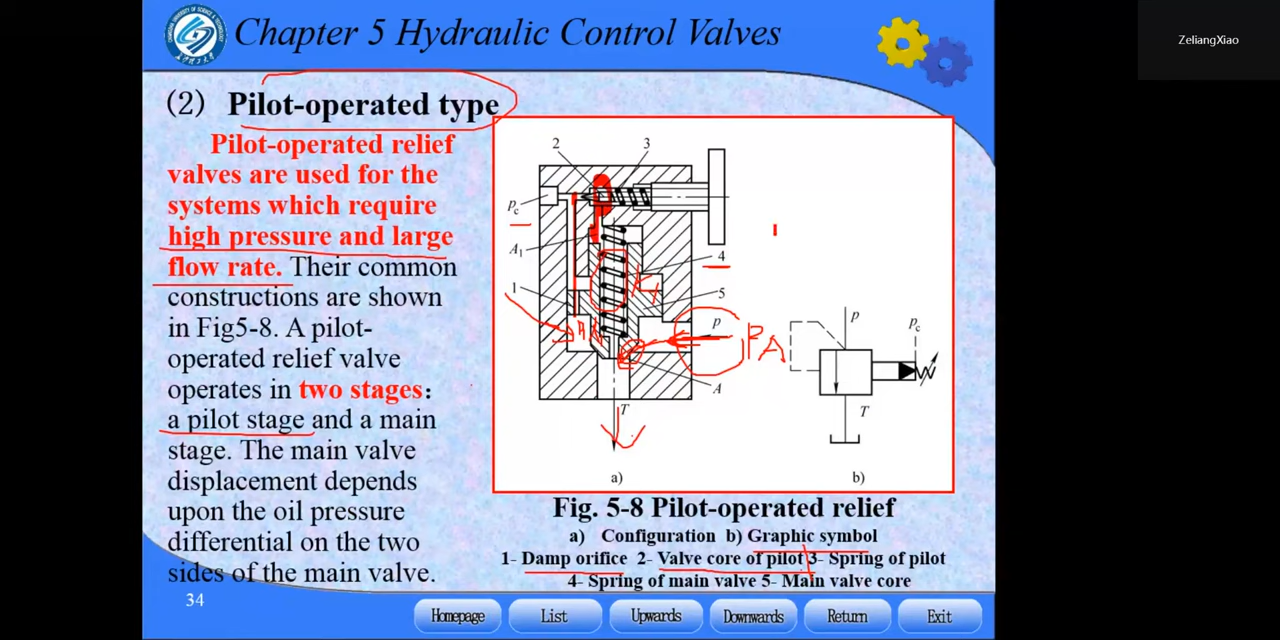 Chapter 5 Hydraulic Control Valves
ZeliangXiao
(2) Pilot-operated type
Pilot-operated relief
valves are used for the
systems which require
high pressure and large
flow rate. Their common
constructions are shown
in Fig5-8. A pilot-
operated relief valve
operates in two stages:
a pilot stage and a main
stage. The main valve
displacement depends
upon the oil pressure
differential on the two
sides of the main valve.
2
3
pc
A1
4
1
5
p
PA
A
T
a)
p
pc
T
b)
Fig. 5-8 Pilot-operated relief
a) Configuration b) Graphic symbol
1- Damp orifice 2- Valve core of pilot 3- Spring of pilot
4- Spring of main valve 5- Main valve core
34
Homepage
List
Upwards
Downwards
Return
Exit